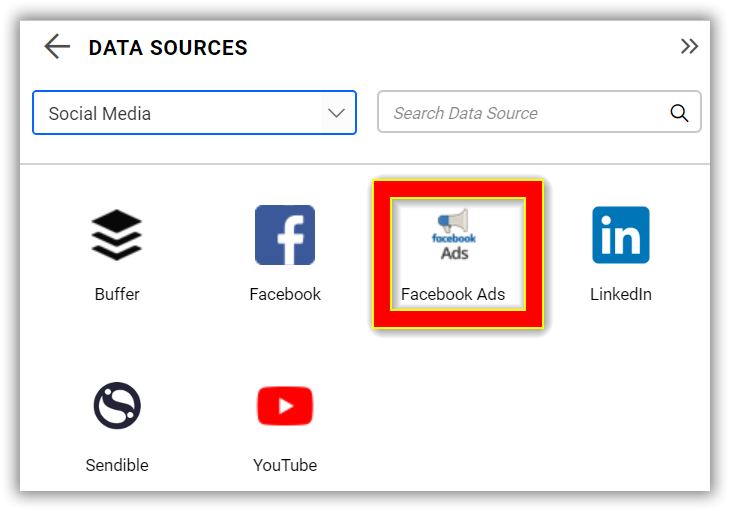 DATA SOURCES
Social Media
Search Data Source
facebook
Ads
Buffer
Facebook
Facebook Ads
LinkedIn
in
Sendible
YouTube